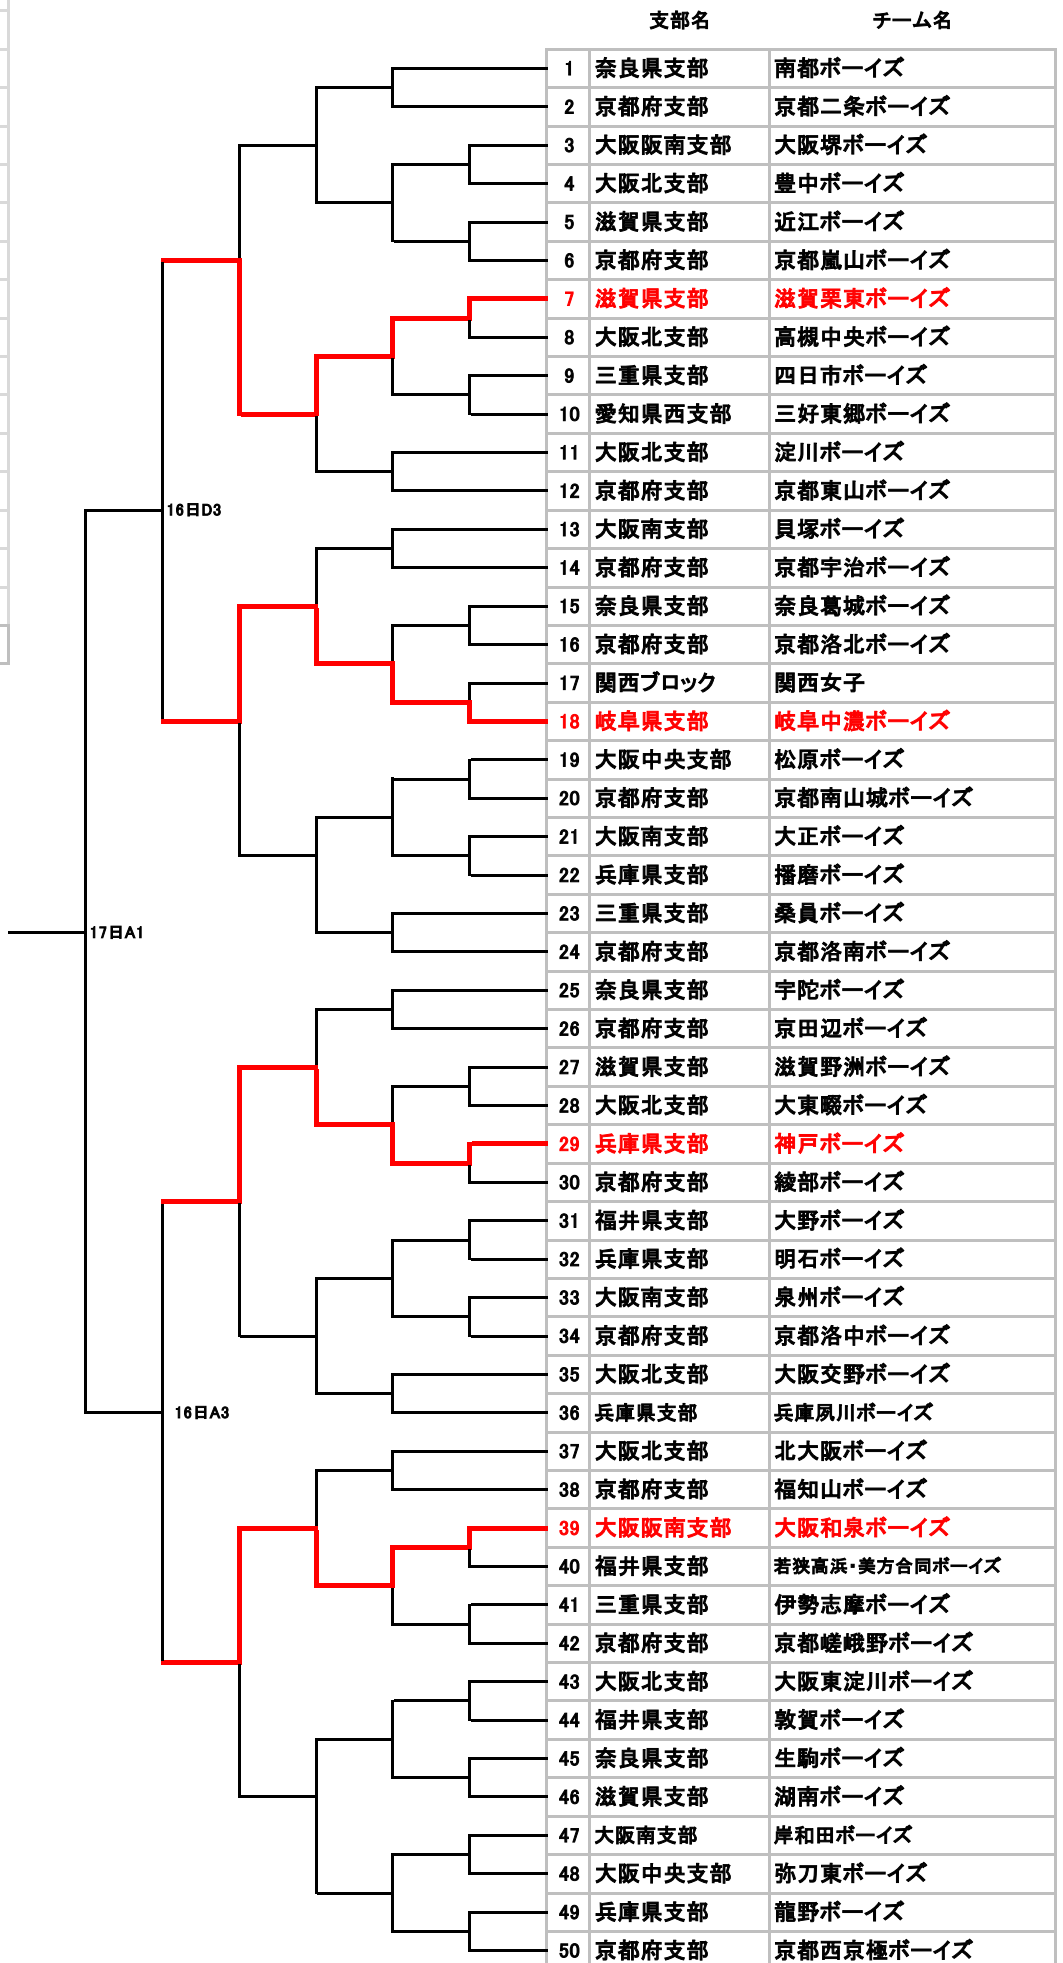 支部名 チーム名
1 奈良県支部 南都ボーイズ
2 京都府支部 京都二条ボーイズ
3 大阪阪南支部 大阪堺ボーイズ
4 大阪北支部 豊中ボーイズ
5 滋賀県支部 近江ボーイズ
6 京都府支部 京都嵐山ボーイズ
7 滋賀県支部 滋賀栗東ボーイズ
8 大阪北支部 高槻中央ボーイズ
9 三重県支部 四日市ボーイズ
10 愛知県西支部 三好東郷ボーイズ
11 大阪北支部 淀川ボーイズ
12 京都府支部 京都東山ボーイズ
16日D3
13 大阪南支部 貝塚ボーイズ
14 京都府支部 京都宇治ボーイズ
15 奈良県支部 奈良葛城ボーイズ
16 京都府支部 京都洛北ボーイズ
17 関西ブロック 関西女子
18 岐阜県支部 岐阜中濃ボーイズ
19 大阪中央支部 松原ボーイズ
20 京都府支部 京都南山城ボーイズ
21 大阪南支部 大正ボーイズ
22 兵庫県支部 播磨ボーイズ
23 三重県支部 桑員ボーイズ
17日A1
24 京都府支部 京都洛南ボーイズ
25 奈良県支部 宇陀ボーイズ
26 京都府支部 京田辺ボーイズ
27 滋賀県支部 滋賀野洲ボーイズ
28 大阪北支部 大東畷ボーイズ
29 兵庫県支部 神戸ボーイズ
30 京都府支部 綾部ボーイズ
31 福井県支部 大野ボーイズ
32 兵庫県支部 明石ボーイズ
33 大阪南支部 泉州ボーイズ
34 京都府支部 京都洛中ボーイズ
35 大阪北支部 大阪交野ボーイズ
16日A3
36 兵庫県支部 兵庫夙川ボーイズ
37 大阪北支部 北大阪ボーイズ
38 京都府支部 福知山ボーイズ
39 大阪阪南支部 大阪和泉ボーイズ
40 福井県支部 若狭高浜・美方合同ボーイズ
41 三重県支部 伊勢志摩ボーイズ
42 京都府支部 京都嵯峨野ボーイズ
43 大阪北支部 大阪東淀川ボーイズ
44 福井県支部 敦賀ボーイズ
45 奈良県支部 生駒ボーイズ
46 滋賀県支部 湖南ボーイズ
47 大阪南支部 岸和田ボーイズ
48 大阪中央支部 弥刀東ボーイズ
49 兵庫県支部 龍野ボーイズ
50 京都府支部 京都西京極ボーイズ